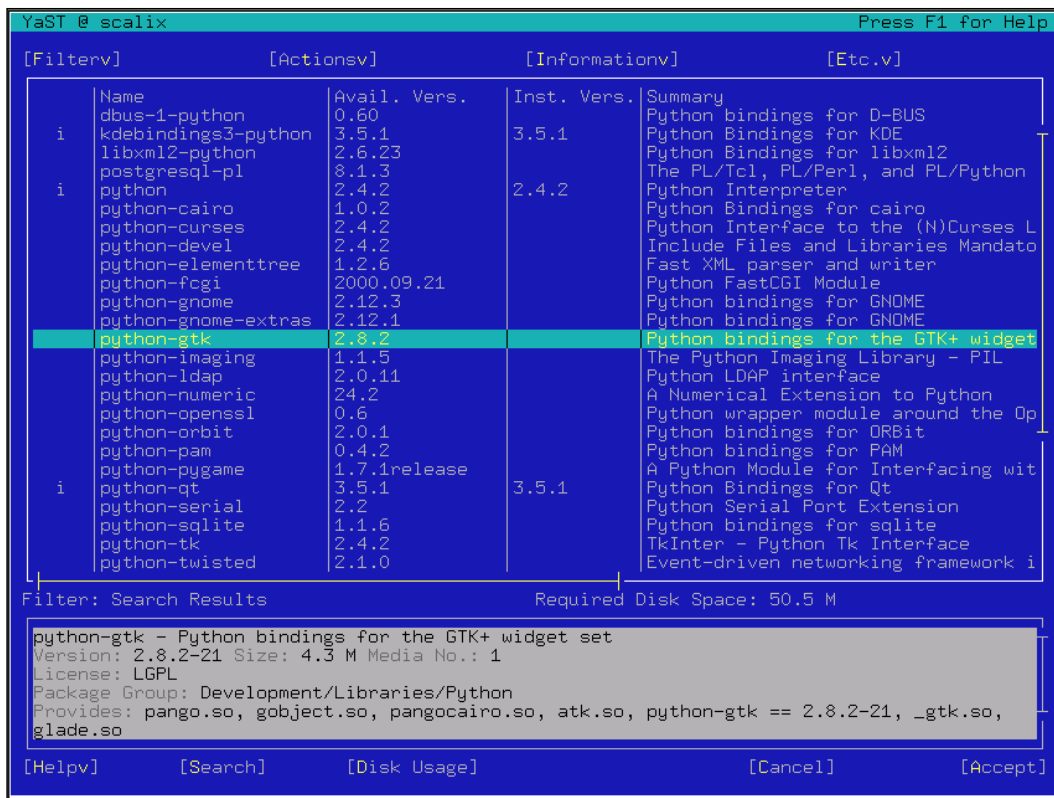 YaST @ scalix Press F1 for Help
[Filterv] [Actionsv] [Informationv] [Etc.v]
Name Avail. Vers. Inst. Vers. Summary
dbus-1-python 0.60 Python bindings for D-BUS
i kdebindings3-python 3.5.1 3.5.1 Python Bindings for KDE
libxml2-python 2.6.23 Python Bindings for libxml2
postgresql-pl 8.1.3 The PL/Tcl, PL/Perl, and PL/Python
i python 2.4.2 2.4.2 Python Interpreter
python-cairo 1.0.2 Python Bindings for cairo
python-curses 2.4.2 Python Interface to the (N)Curses L
python-devel 2.4.2 Include Files and Libraries Mandato
python-elementtree 1.2.6 Fast XML parser and writer
python-fcgi 2000.09.21 Python FastCGI Module
python-gnome 2.12.3 Python bindings for GNOME
python-gnome-extras 2.12.1 Python bindings for GNOME
python-gtk 2.8.2 Python bindings for the GTK+ widget
python-imaging 1.1.5 The Python Imaging Library - PIL
python-ldap 2.0.11 Python LDAP interface
python-numeric 24.2 A Numerical Extension to Python
python-openssl 0.6 Python wrapper module around the Op
python-orbit 2.0.1 Python bindings for ORBit
python-pam 0.4.2 Python bindings for PAM
python-pygame 1.7.1release A Python Module for Interfacing wit
i python-qt 3.5.1 3.5.1 Python Bindings for Qt
python-serial 2.2 Python Serial Port Extension
python-sqlite 1.1.6 Python bindings for sqlite
python-tk 2.4.2 TkInter - Python Tk Interface
python-twisted 2.1.0 Event-driven networking framework i
Filter: Search Results Required Disk Space: 50.5 M
python-gtk - Python bindings for the GTK+ widget set
Version: 2.8.2-21 Size: 4.3 M Media No.: 1
License: LGPL
Package Group: Development/Libraries/Python
Provides: pango.so, gobject.so, pangocairo.so, atk.so, python-gtk == 2.8.2-21, _gtk.so,
glade.so
[Helpv] [Search] [Disk Usage] [Cancel] [Accept]